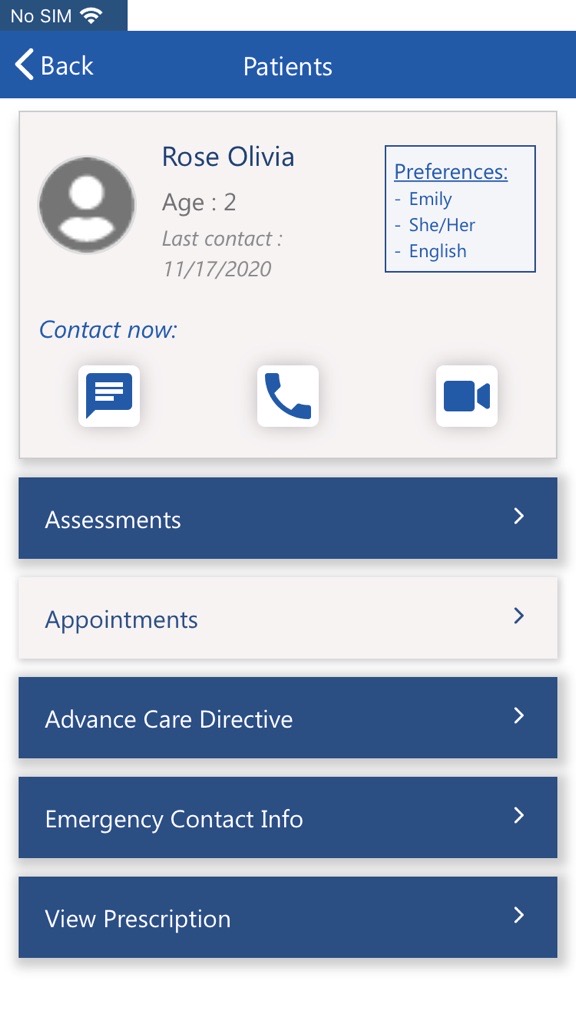 No SIM
Back
Patients
Rose Olivia
Age : 2
Last contact :
11/17/2020
Preferences:
- Emily
- She/Her
- English
Contact now:
Assessments
Appointments
Advance Care Directive
Emergency Contact Info
View Prescription